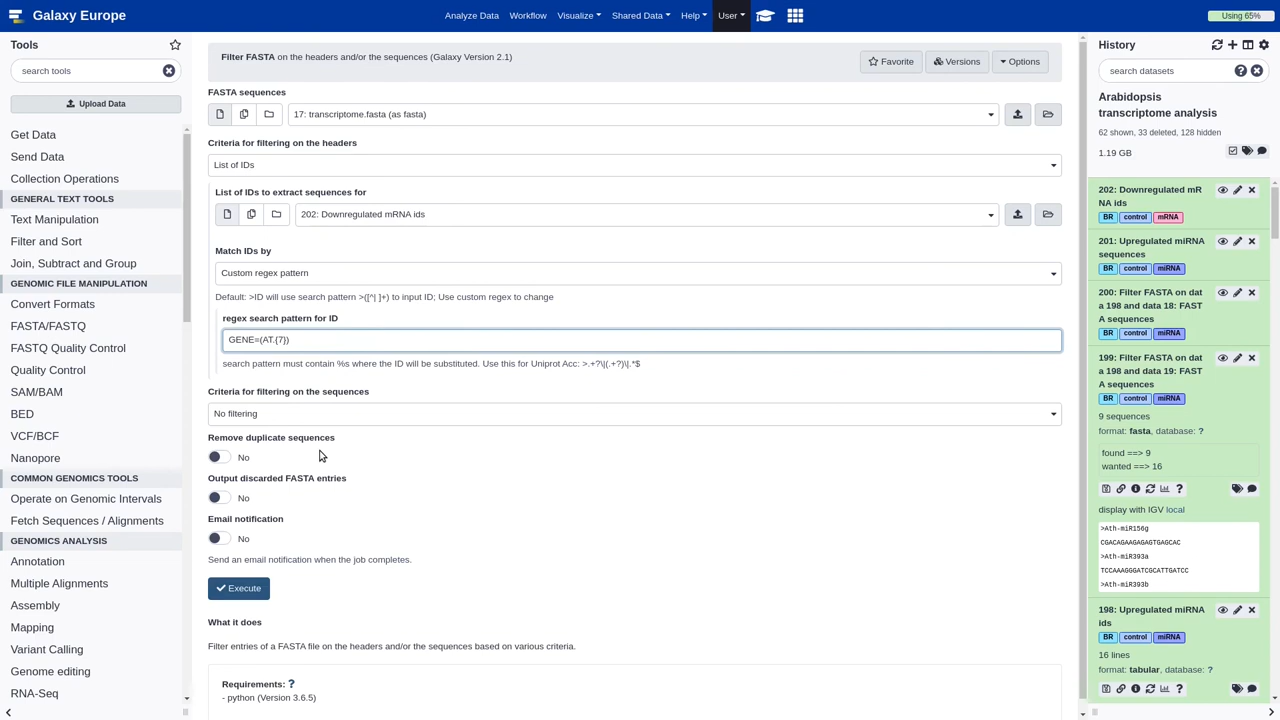 Galaxy Europe
Analyze Data Workflow Visualize Shared Data Help User
Using 65%
Tools
search tools
Upload Data
Get Data
Send Data
Collection Operations
GENERAL TEXT TOOLS
Text Manipulation
Filter and Sort
Join, Subtract and Group
GENOMIC FILE MANIPULATION
Convert Formats
FASTA/FASTQ
FASTQ Quality Control
Quality Control
SAM/BAM
BED
VCF/BCF
Nanopore
COMMON GENOMICS TOOLS
Operate on Genomic Intervals
Fetch Sequences / Alignments
GENOMICS ANALYSIS
Annotation
Multiple Alignments
Assembly
Mapping
Variant Calling
Genome editing
RNA-Seq
Filter FASTA on the headers and/or the sequences (Galaxy Version 2.1)
Favorite
Versions
Options
FASTA sequences
17: transcriptome.fasta (as fasta)
Criteria for filtering on the headers
List of IDs
List of IDs to extract sequences for
202: Downregulated mRNA ids
Match IDs by
Custom regex pattern
Default: >ID will use search pattern >([^| ]+) to input ID; Use custom regex to change
regex search pattern for ID
GENE=(AT.{7})
search pattern must contain %s where the ID will be substituted. Use this for Uniprot Acc: >.+?\|(.+?)\|.*$
Criteria for filtering on the sequences
No filtering
Remove duplicate sequences
No
Output discarded FASTA entries
No
Email notification
No
Send an email notification when the job completes.
Execute
What it does
Filter entries of a FASTA file on the headers and/or the sequences based on various criteria.
Requirements: ?
- python (Version 3.6.5)
History
search datasets
Arabidopsis
transcriptome analysis
62 shown, 33 deleted, 128 hidden
1.19 GB
202: Downregulated mR
NA ids
BR control mRNA
201: Upregulated miRNA
sequences
BR control miRNA
200: Filter FASTA on dat
a 198 and data 18: FAST
A sequences
BR control miRNA
199: Filter FASTA on dat
a 198 and data 19: FAST
A sequences
BR control miRNA
9 sequences
format: fasta, database: ?
found ==> 9
wanted ==> 16
display with IGV local
>Ath-miR156g
CGACAGAAGAGAGTGAGCAC
>Ath-miR393a
TCCAAAGGGATCGCATTGATCC
>Ath-miR393b
198: Upregulated miRNA
ids
BR control miRNA
16 lines
format: tabular, database: ?